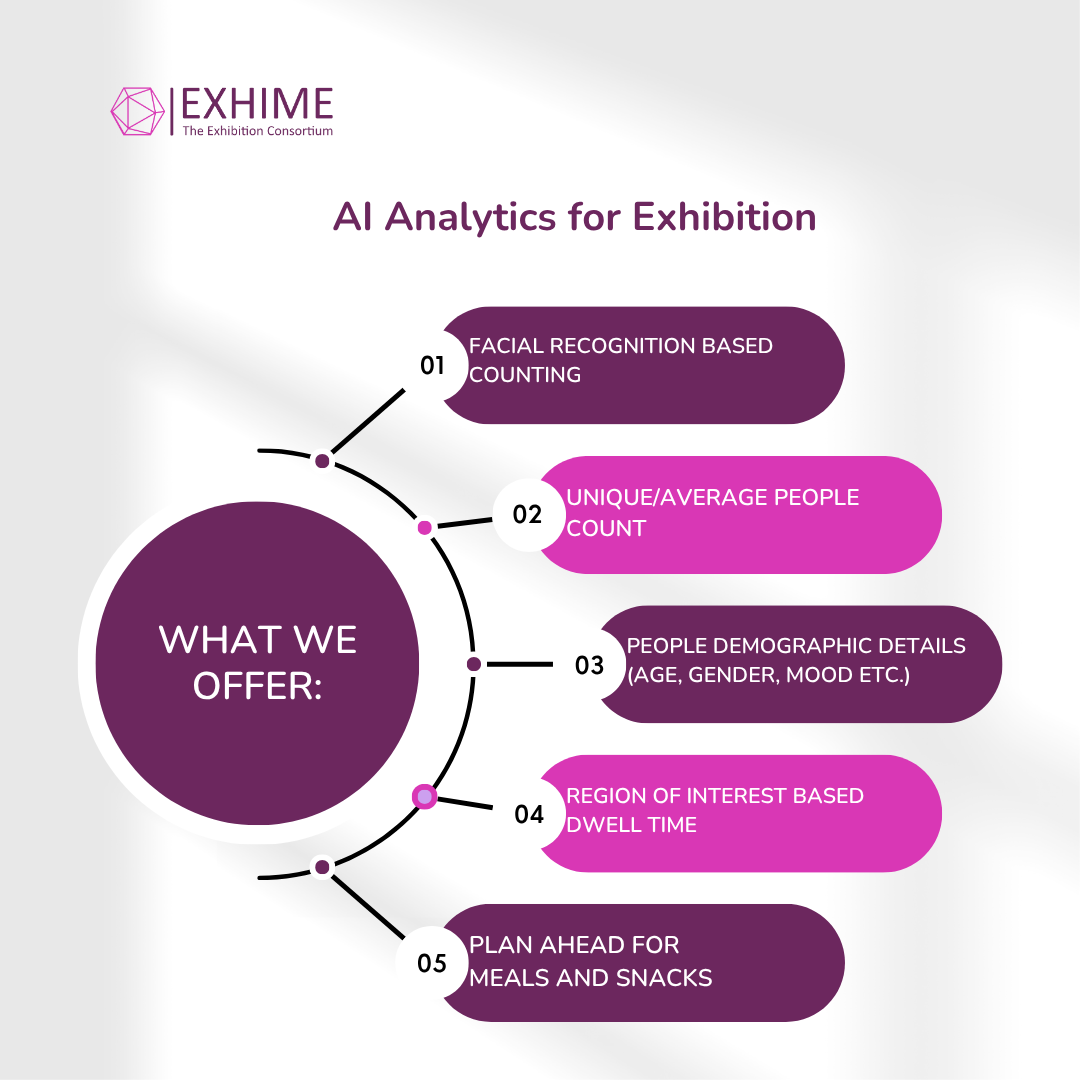 EXHIME
The Exhibition Consortium
AI Analytics for Exhibition
WHAT WE
OFFER:
01
FACIAL RECOGNITION BASED
COUNTING
02
UNIQUE/AVERAGE PEOPLE
COUNT
03
PEOPLE DEMOGRAPHIC DETAILS
(AGE, GENDER, MOOD ETC.)
04
REGION OF INTEREST BASED
DWELL TIME
05
PLAN AHEAD FOR
MEALS AND SNACKS